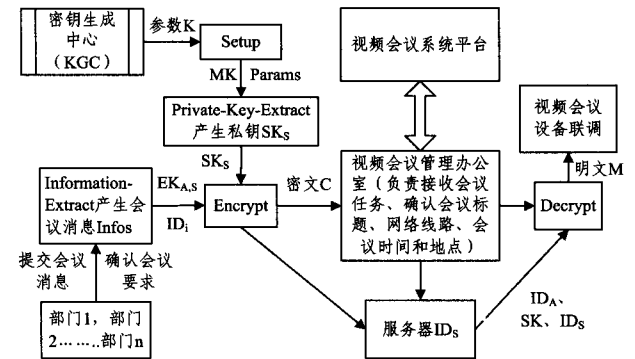 密钥生成
中心
(KGC)
参数K
Setup
MK Params
Private-Key-Extract
产生私钥SKS
SKS
视频会议系统平台
视频会议
设备联调
明文M
Information-
Extract产生会
议消息Infos
EKA,S
IDi
Encrypt
密文C
视频会议管理办公
室（负责接收会议
任务、确认会议标
题、网络线路、会
议时间和地点）
Decrypt
提交会议
消息
确认会议
要求
部门1，部门
2……..部门n
服务器IDS
IDA、
SK、IDS